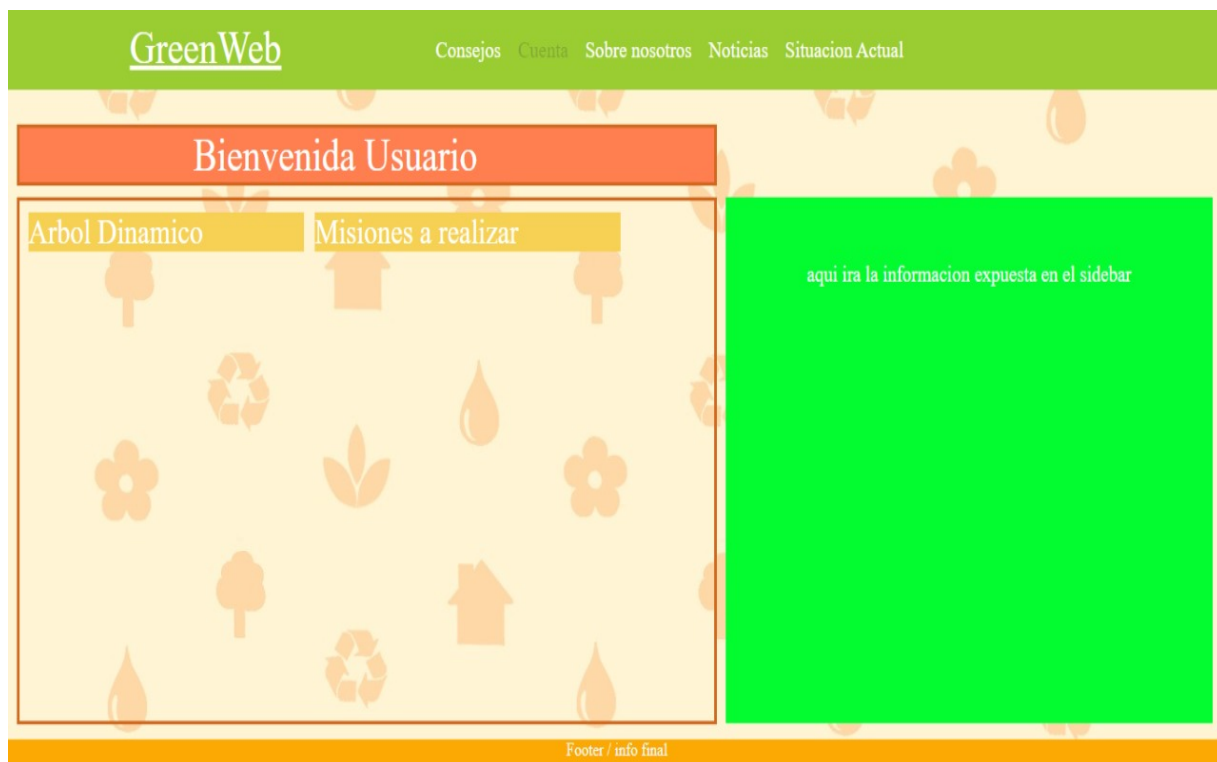 GreenWeb
Consejos Cuenta Sobre nosotros Noticias Situacion Actual
Bienvenida Usuario
Arbol Dinamico
Misiones a realizar
aqui ira la informacion expuesta en el sidebar
Footer / info final